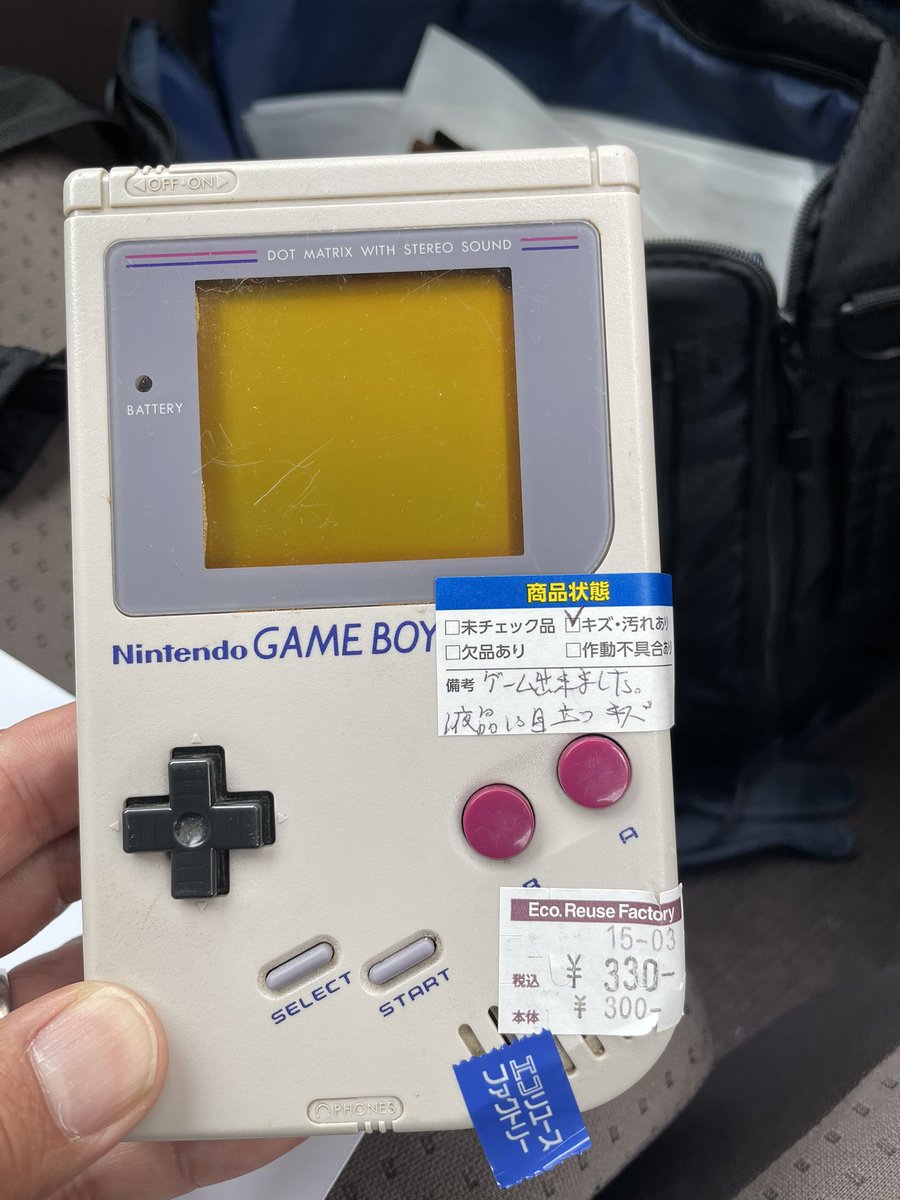 OFF•ON
DOT MATRIX WITH STEREO SOUND
BATTERY
Nintendo GAME BOY
商品状態
□未チェック品 ☑キズ・汚れあり
□欠品あり □作動不具合あり
備考 ゲーム出来ました。
液晶に目立つキズ
A
B
Eco. Reuse Factory
15-03
税込 ¥ 330-
本体 ¥ 300-
SELECT
START
エコリユース
ファクトリー
PHONES